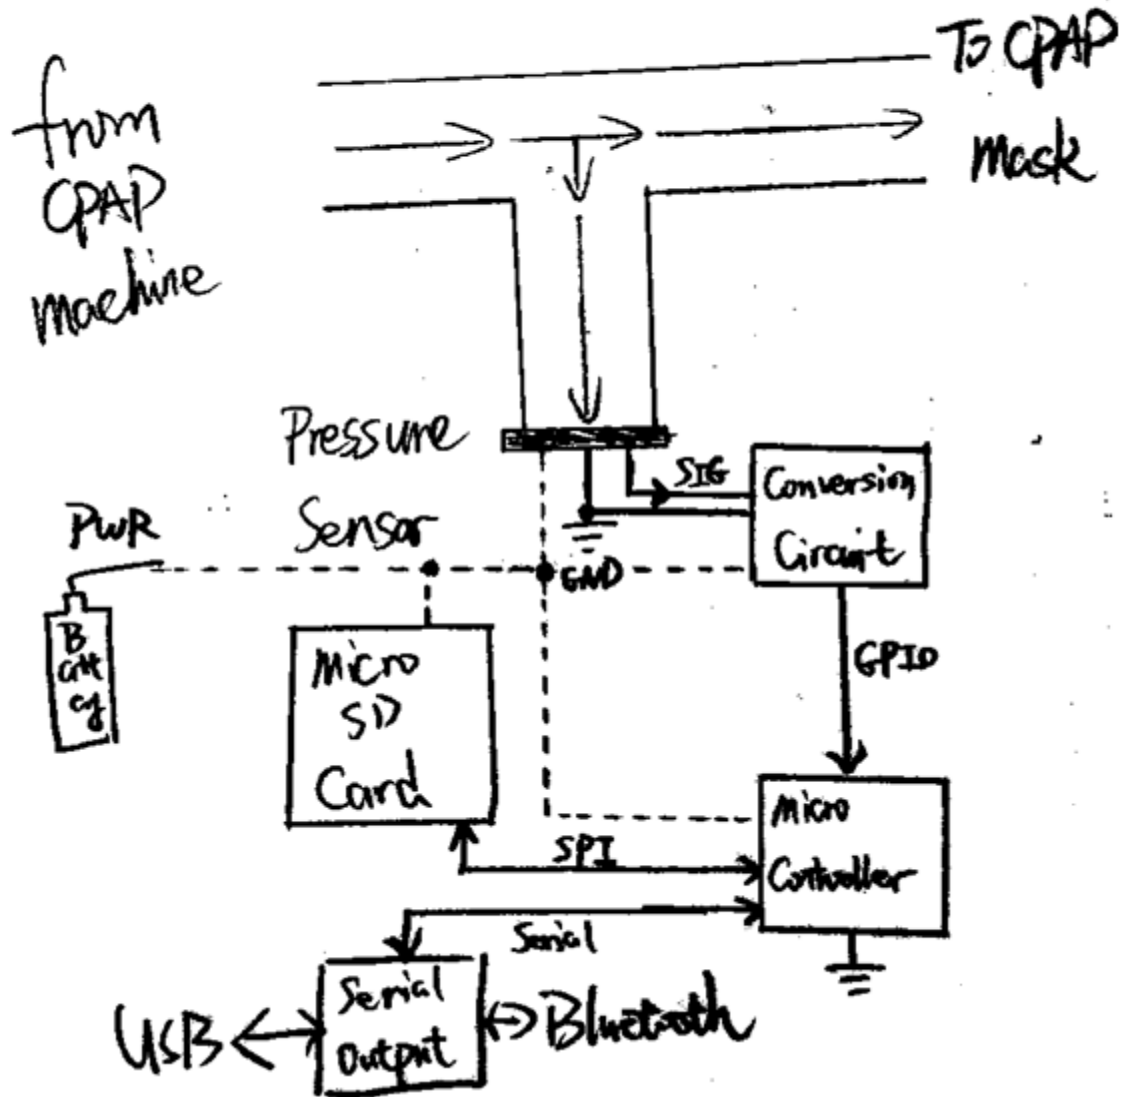 from
CPAP
machine
To CPAP
Mask
Pressure
Sensor
PWR
Battery
SIG
GND
Conversion
Circuit
GPIO
Micro
SD
Card
SPI
Micro
Controller
Serial
Serial
Output
USB
Bluetooth